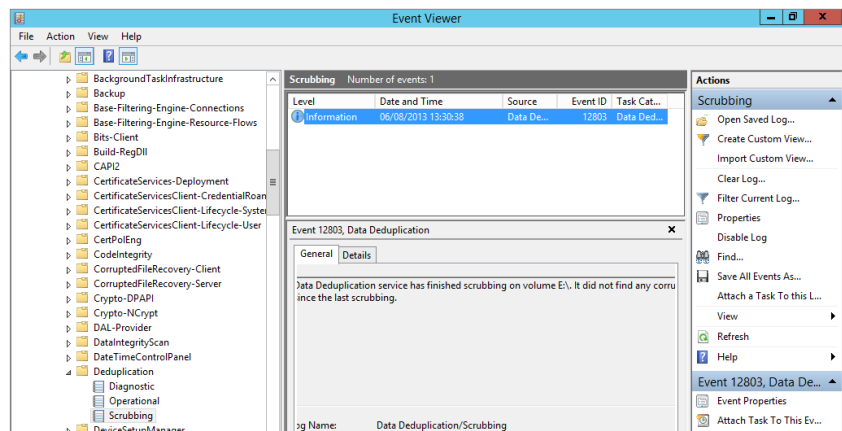 Event Viewer
File Action View Help
BackgroundTaskInfrastructure
Backup
Base-Filtering-Engine-Connections
Base-Filtering-Engine-Resource-Flows
Bits-Client
Build-RegDll
CAPI2
CertificateServices-Deployment
CertificateServicesClient-CredentialRoan
CertificateServicesClient-Lifecycle-Syster
CertificateServicesClient-Lifecycle-User
CertPolEng
CodeIntegrity
CorruptedFileRecovery-Client
CorruptedFileRecovery-Server
Crypto-DPAPI
Crypto-NCrypt
DAL-Provider
DataIntegrityScan
DateTimeControlPanel
Deduplication
Diagnostic
Operational
Scrubbing
DeviceSetupManager
Scrubbing Number of events: 1
Level Date and Time Source Event ID Task Cat...
Information 06/08/2013 13:30:38 Data De... 12803 Data Ded...
Event 12803, Data Deduplication
General Details
Data Deduplication service has finished scrubbing on volume E:\. It did not find any corru
since the last scrubbing.
og Name: Data Deduplication/Scrubbing
Actions
Scrubbing
Open Saved Log...
Create Custom View...
Import Custom View...
Clear Log...
Filter Current Log...
Properties
Disable Log
Find...
Save All Events As...
Attach a Task To this L...
View
Refresh
Help
Event 12803, Data De...
Event Properties
Attach Task To This Ev...